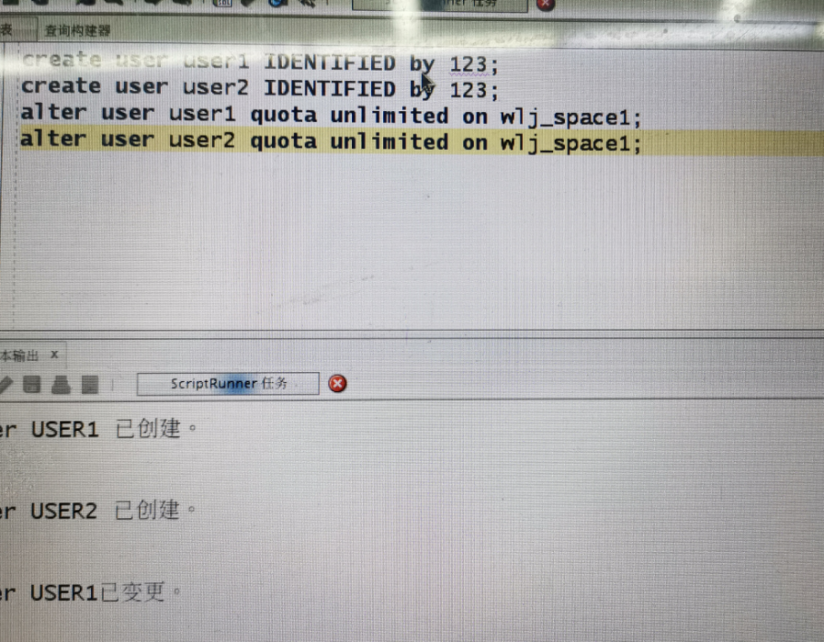 表 查询构建器
create user user1 IDENTIFIED by 123;
create user user2 IDENTIFIED by 123;
alter user user1 quota unlimited on wlj_space1;
alter user user2 quota unlimited on wlj_space1;
本输出 x
ScriptRunner 任务
er USER1 已创建。
er USER2 已创建。
er USER1已变更。